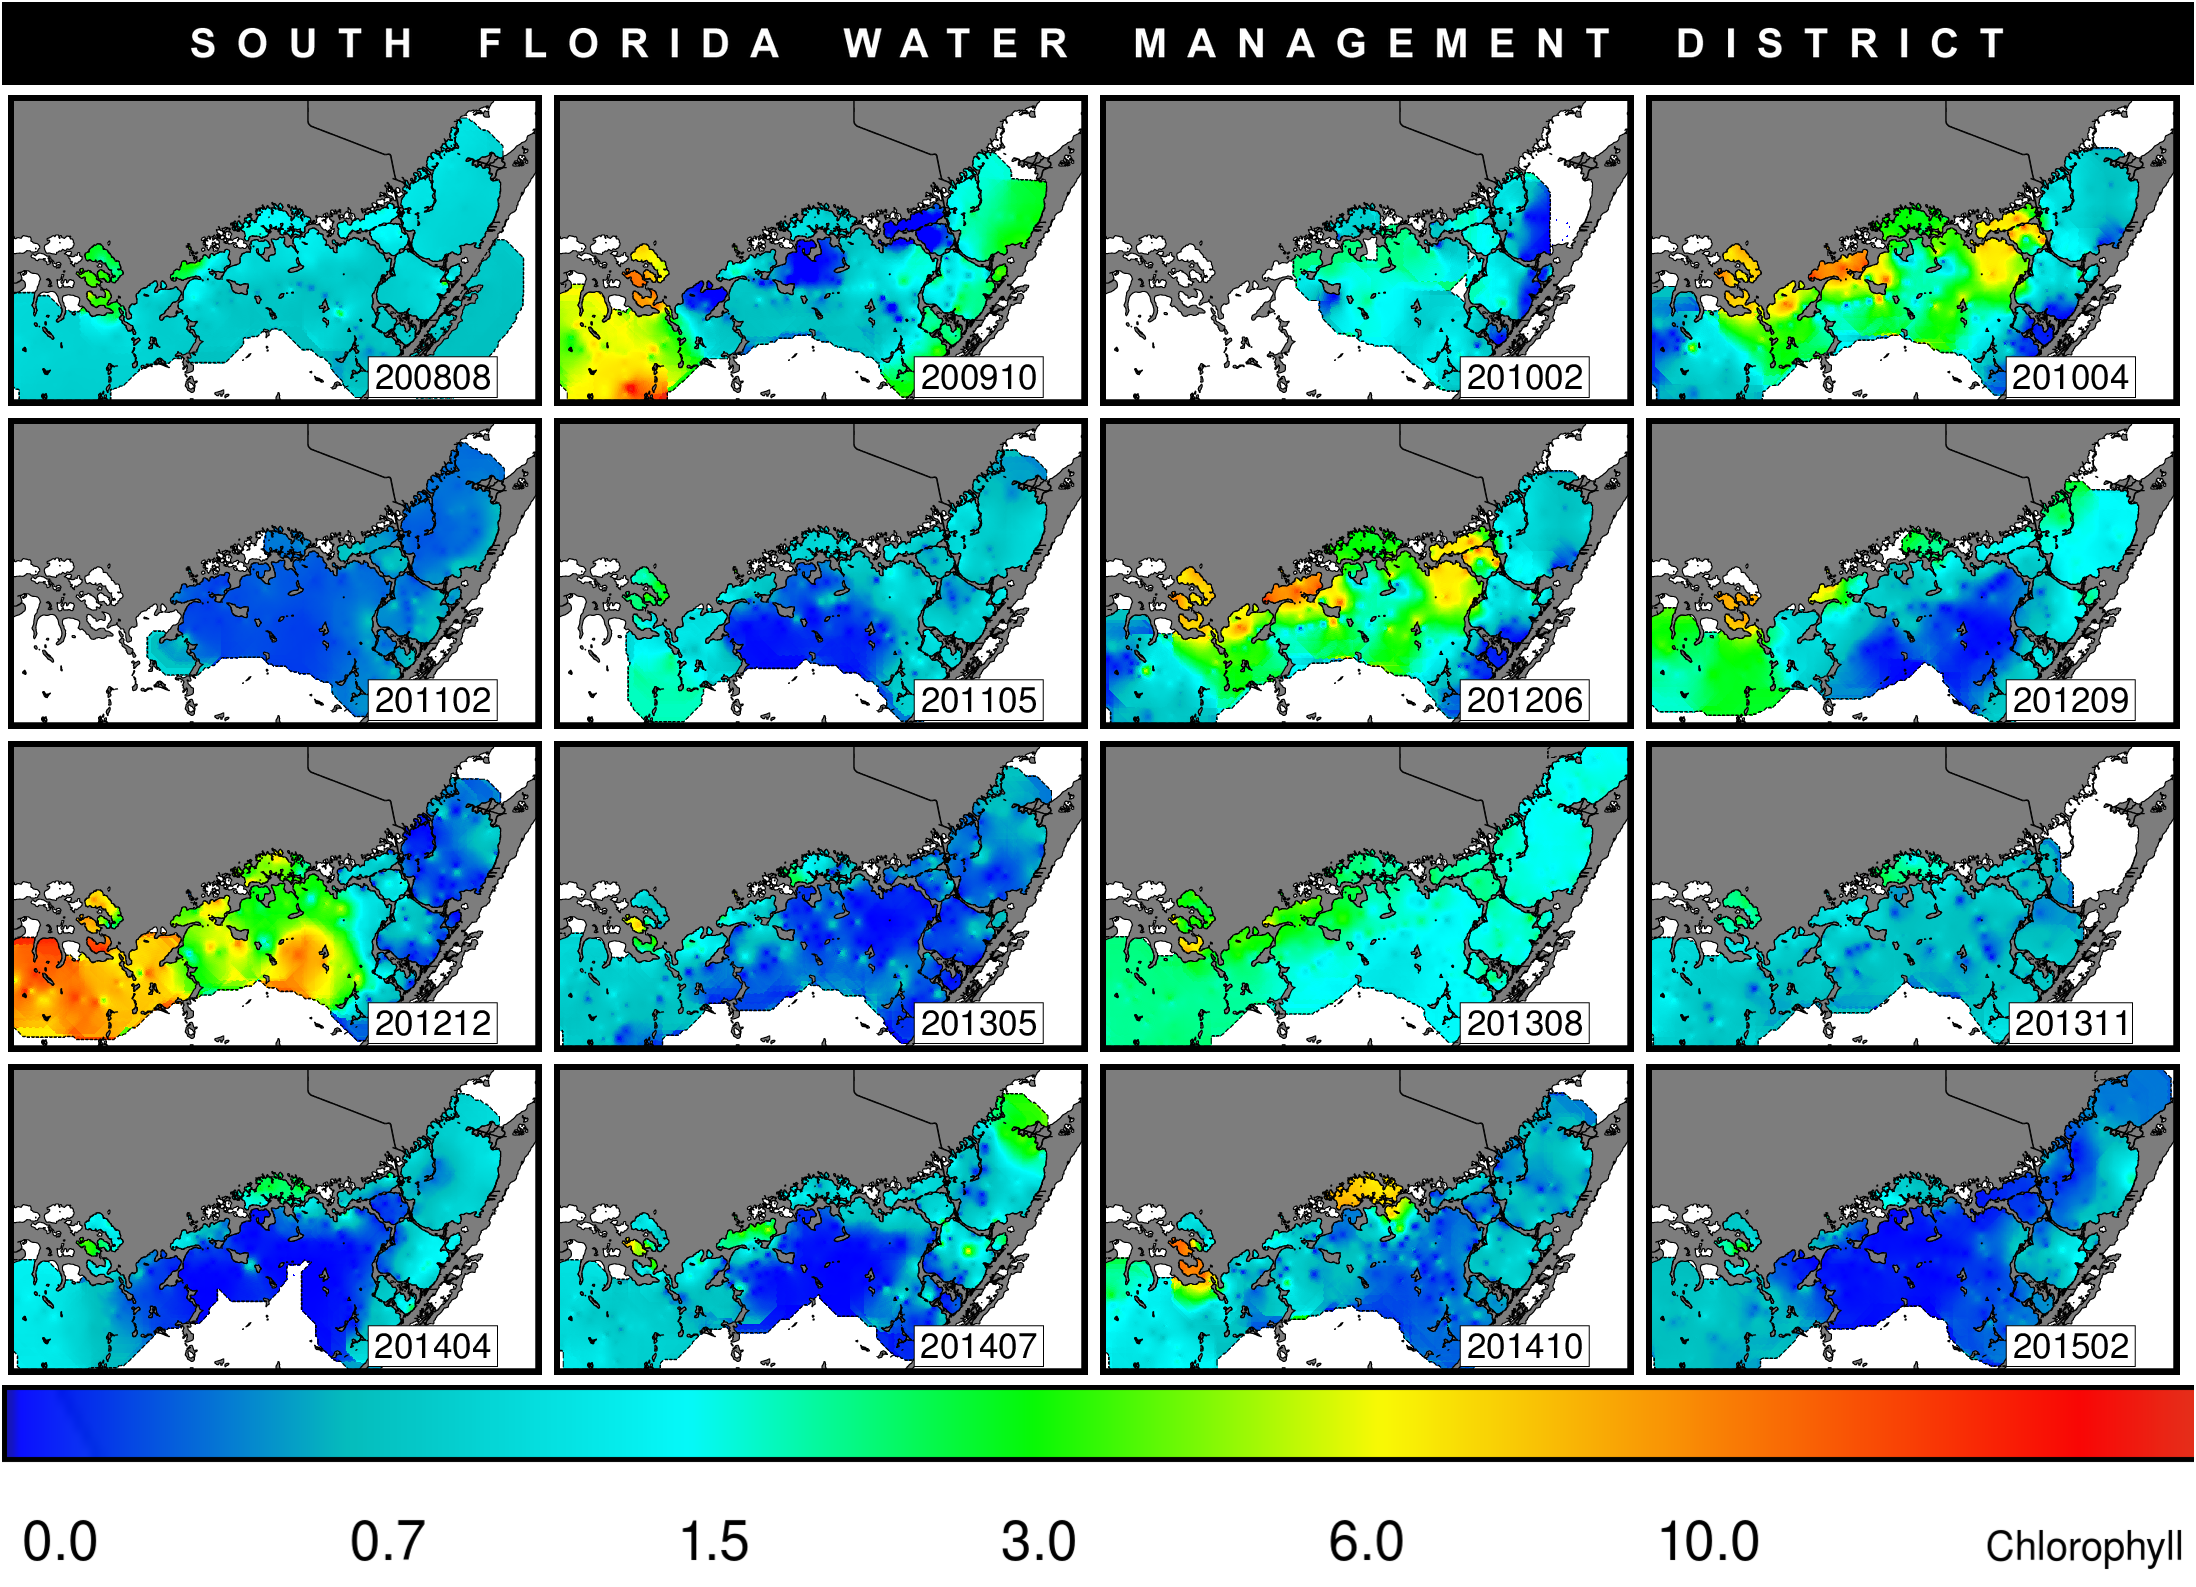 SOUTH FLORIDA WATER MANAGEMENT DISTRICT
200808 200910 201002 201004
201102 201105 201206 201209
201212 201305 201308 201311
201404 201407 201410 201502
0.0 0.7 1.5 3.0 6.0 10.0 Chlorophyll